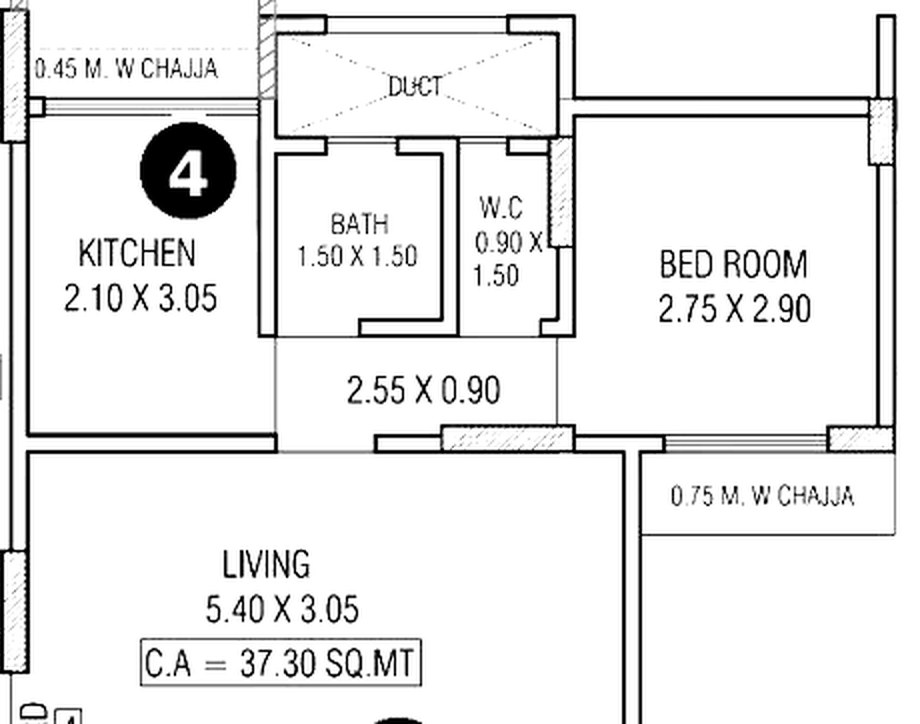 0.45 M. W CHAJJA
DUCT
4
KITCHEN
2.10 X 3.05
BATH
1.50 X 1.50
W.C
0.90 X
1.50
BED ROOM
2.75 X 2.90
2.55 X 0.90
0.75 M. W CHAJJA
LIVING
5.40 X 3.05
C.A = 37.30 SQ.MT